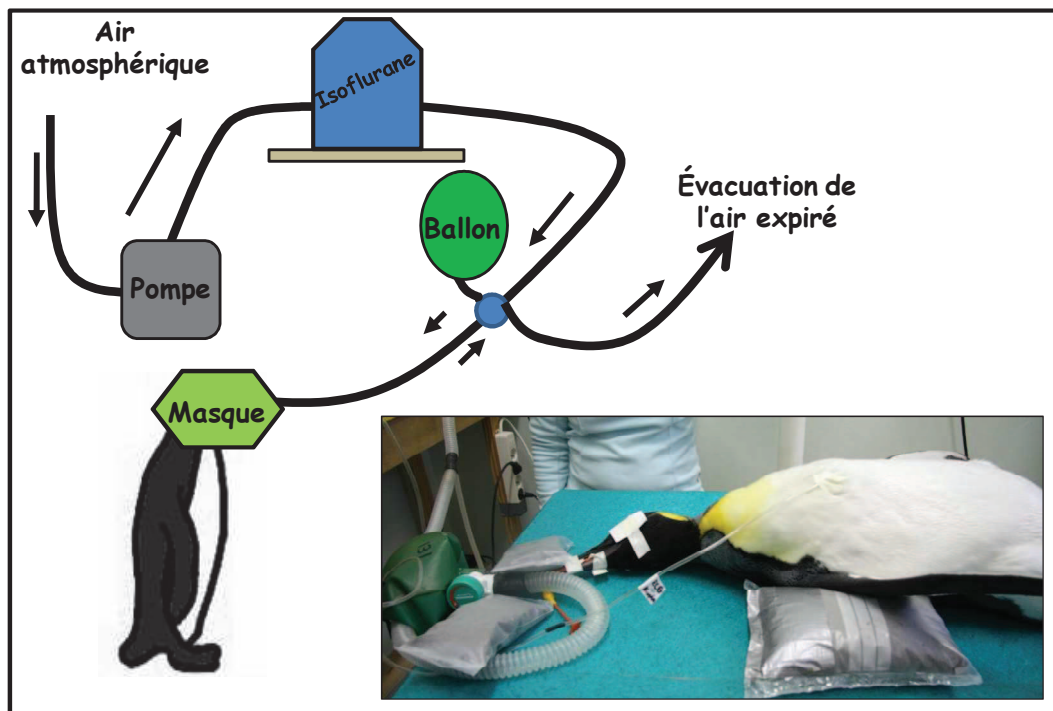 Air
atmosphérique
Isoflurane
Évacuation de
l'air expiré
Ballon
Pompe
Masque